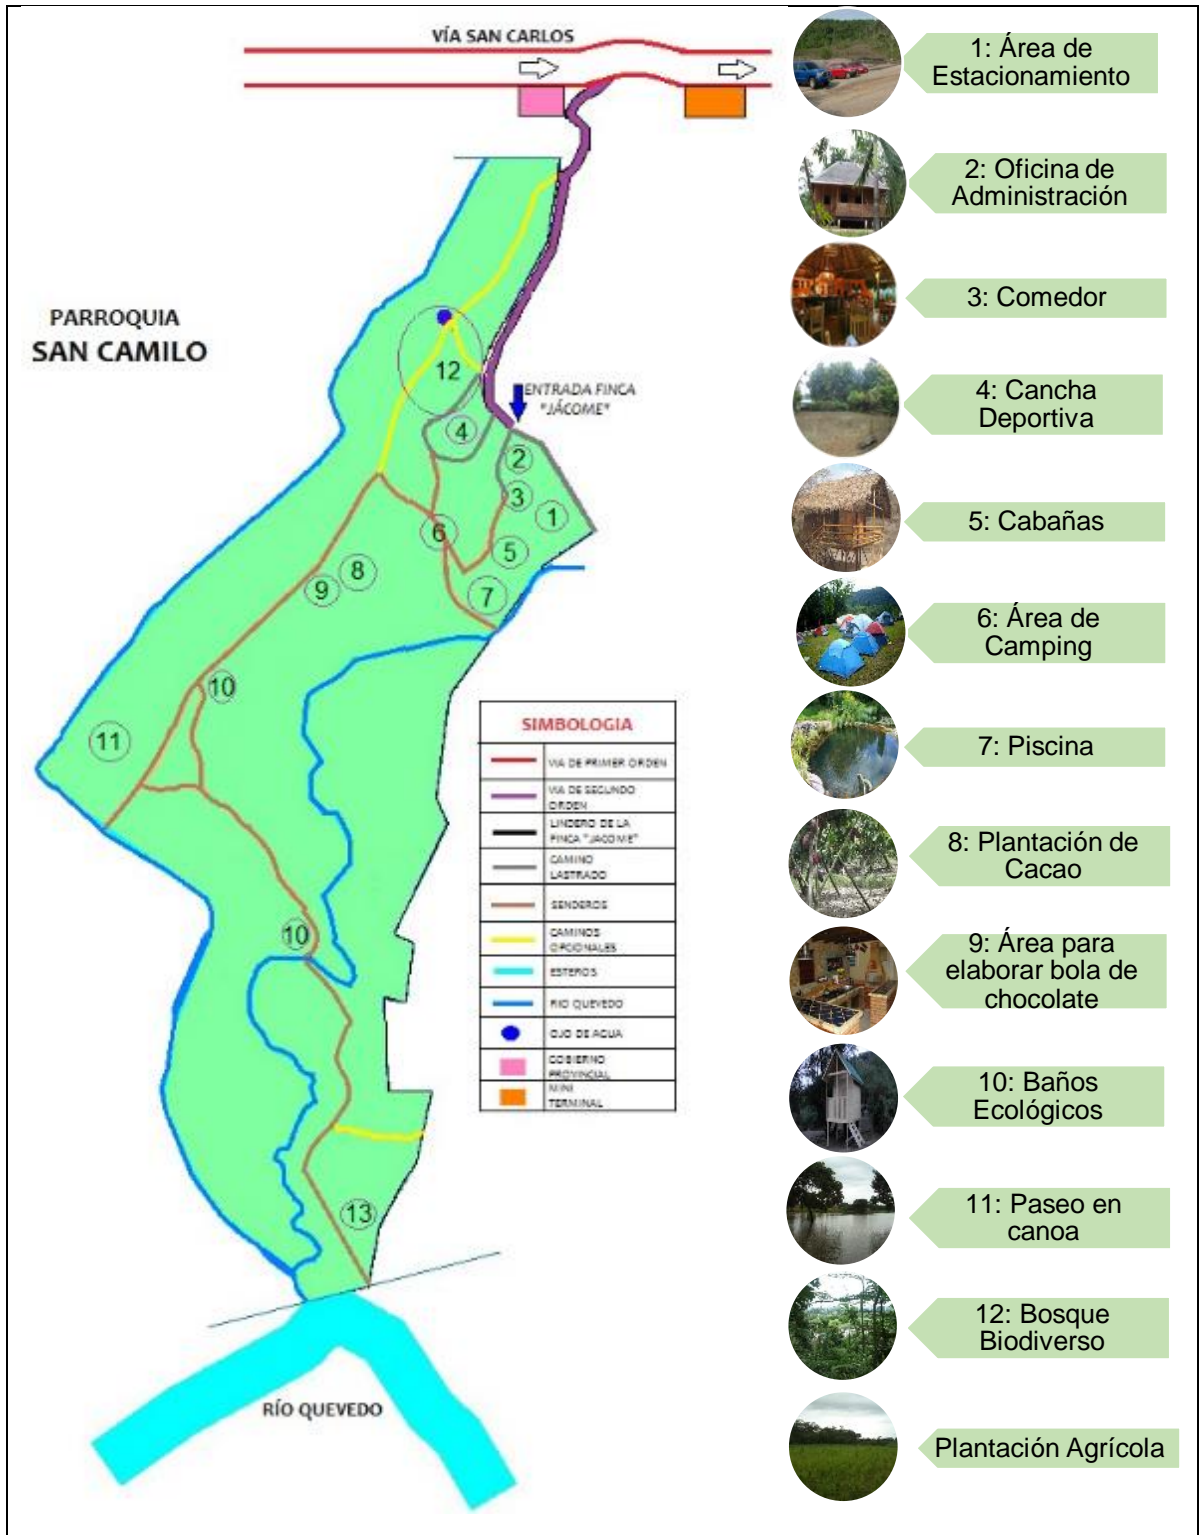 VÍA SAN CARLOS
PARROQUIA
SAN CAMILO
12
ENTRADA FINCA
"JÁCOME"
4
2
3
1
6
5
8
9
7
10
11
10
13
RÍO QUEVEDO
SIMBOLOGIA
VIA DE PRIMER ORDEN
VIA DE SEGUNDO
ORDEN
LINDERO DE LA
FINCA "JACOME"
CAMINO
LASTRADO
SENDEROS
CAMINOS
OPCIONALES
ESTEROS
RIO QUEVEDO
OJO DE AGUA
GOBIERNO
PROVINCIAL
MINI
TERMINAL
1: Área de
Estacionamiento
2: Oficina de
Administración
3: Comedor
4: Cancha
Deportiva
5: Cabañas
6: Área de
Camping
7: Piscina
8: Plantación de
Cacao
9: Área para
elaborar bola de
chocolate
10: Baños
Ecológicos
11: Paseo en
canoa
12: Bosque
Biodiverso
Plantación Agrícola